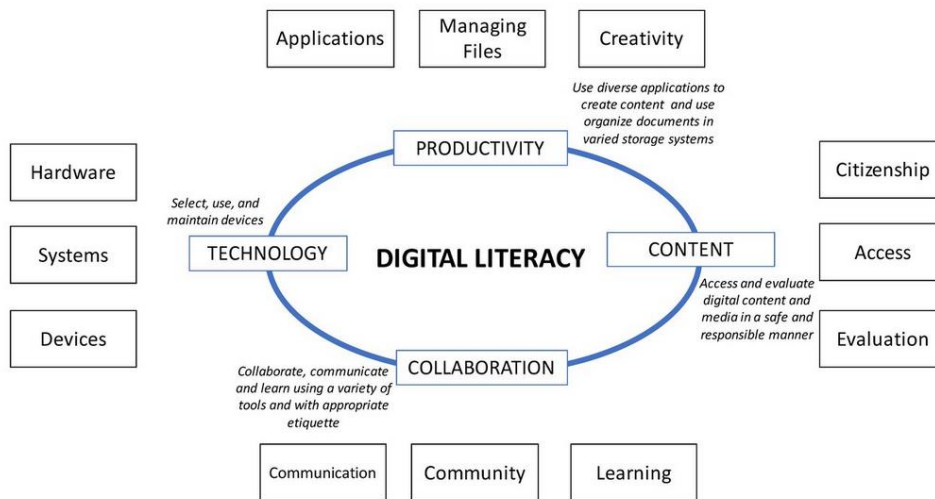 Applications
Managing
Files
Creativity
Use diverse applications to
create content and use
organize documents in
varied storage systems
PRODUCTIVITY
Hardware
Systems
Devices
Select, use, and
maintain devices
TECHNOLOGY
DIGITAL LITERACY
CONTENT
Access and evaluate
digital content and
media in a safe and
responsible manner
Citizenship
Access
Evaluation
COLLABORATION
Collaborate, communicate
and learn using a variety of
tools and with appropriate
etiquette
Communication
Community
Learning